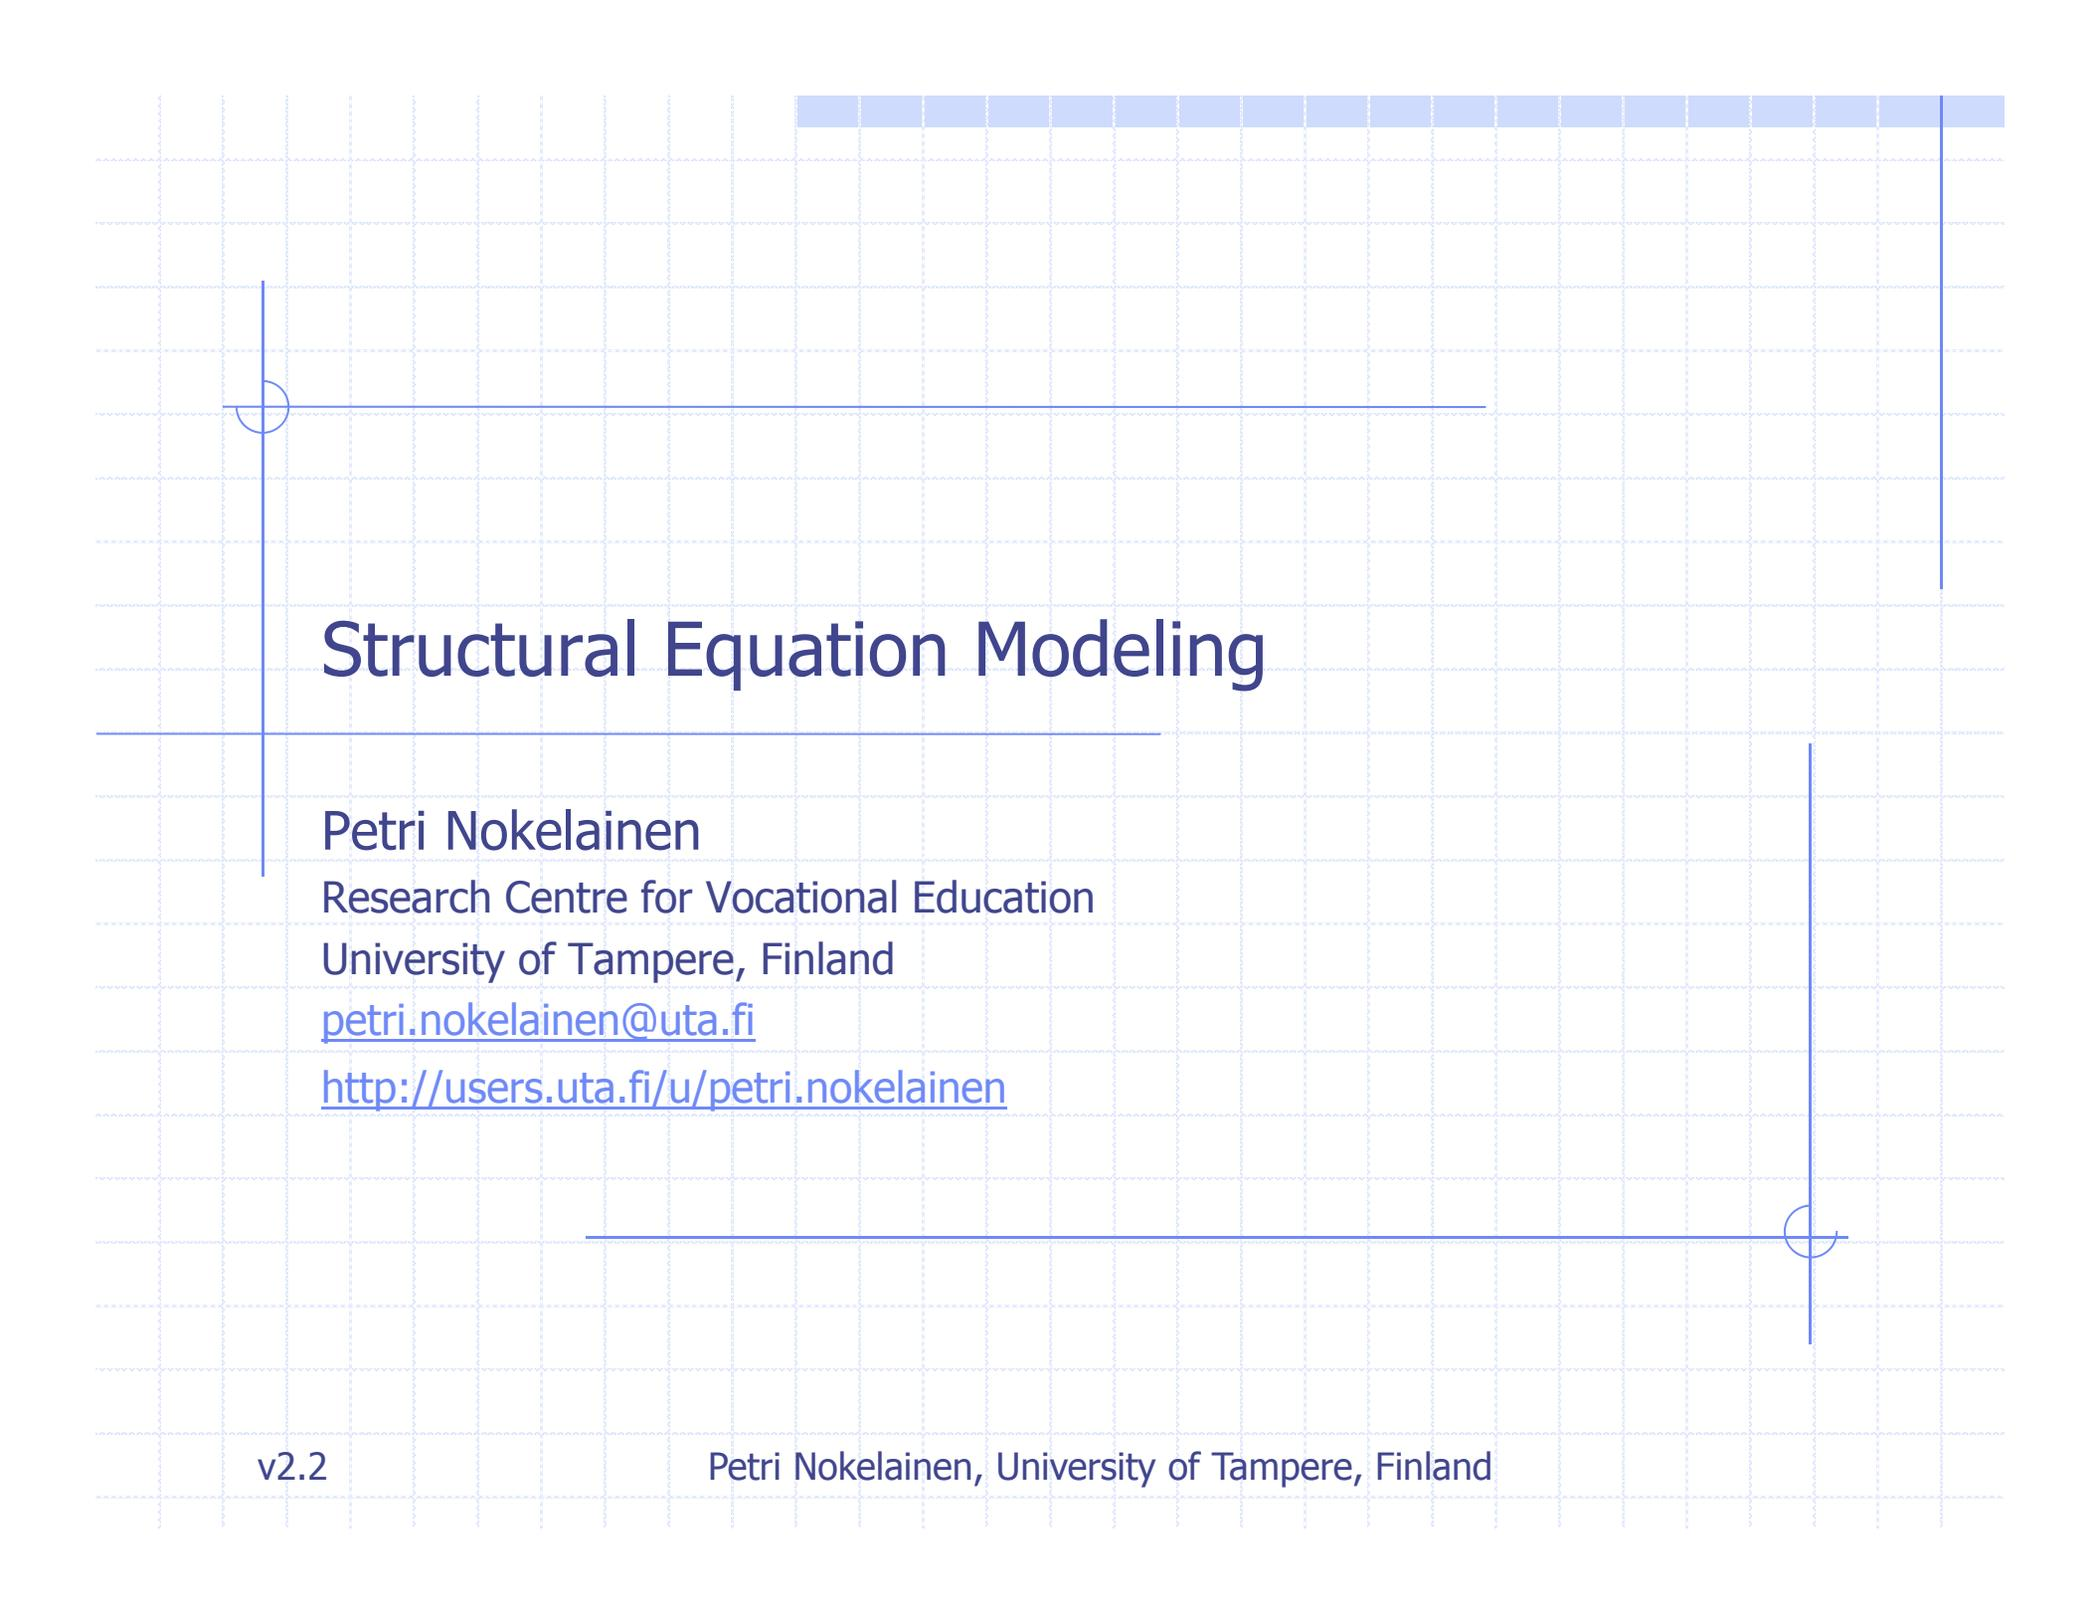 Structural Equation Modeling
Petri Nokelainen
Research Centre for Vocational Education
University of Tampere, Finland
petri.nokelainen@uta.fi
http://users.uta.fi/u/petri.nokelainen
v2.2
Petri Nokelainen, University of Tampere, Finland